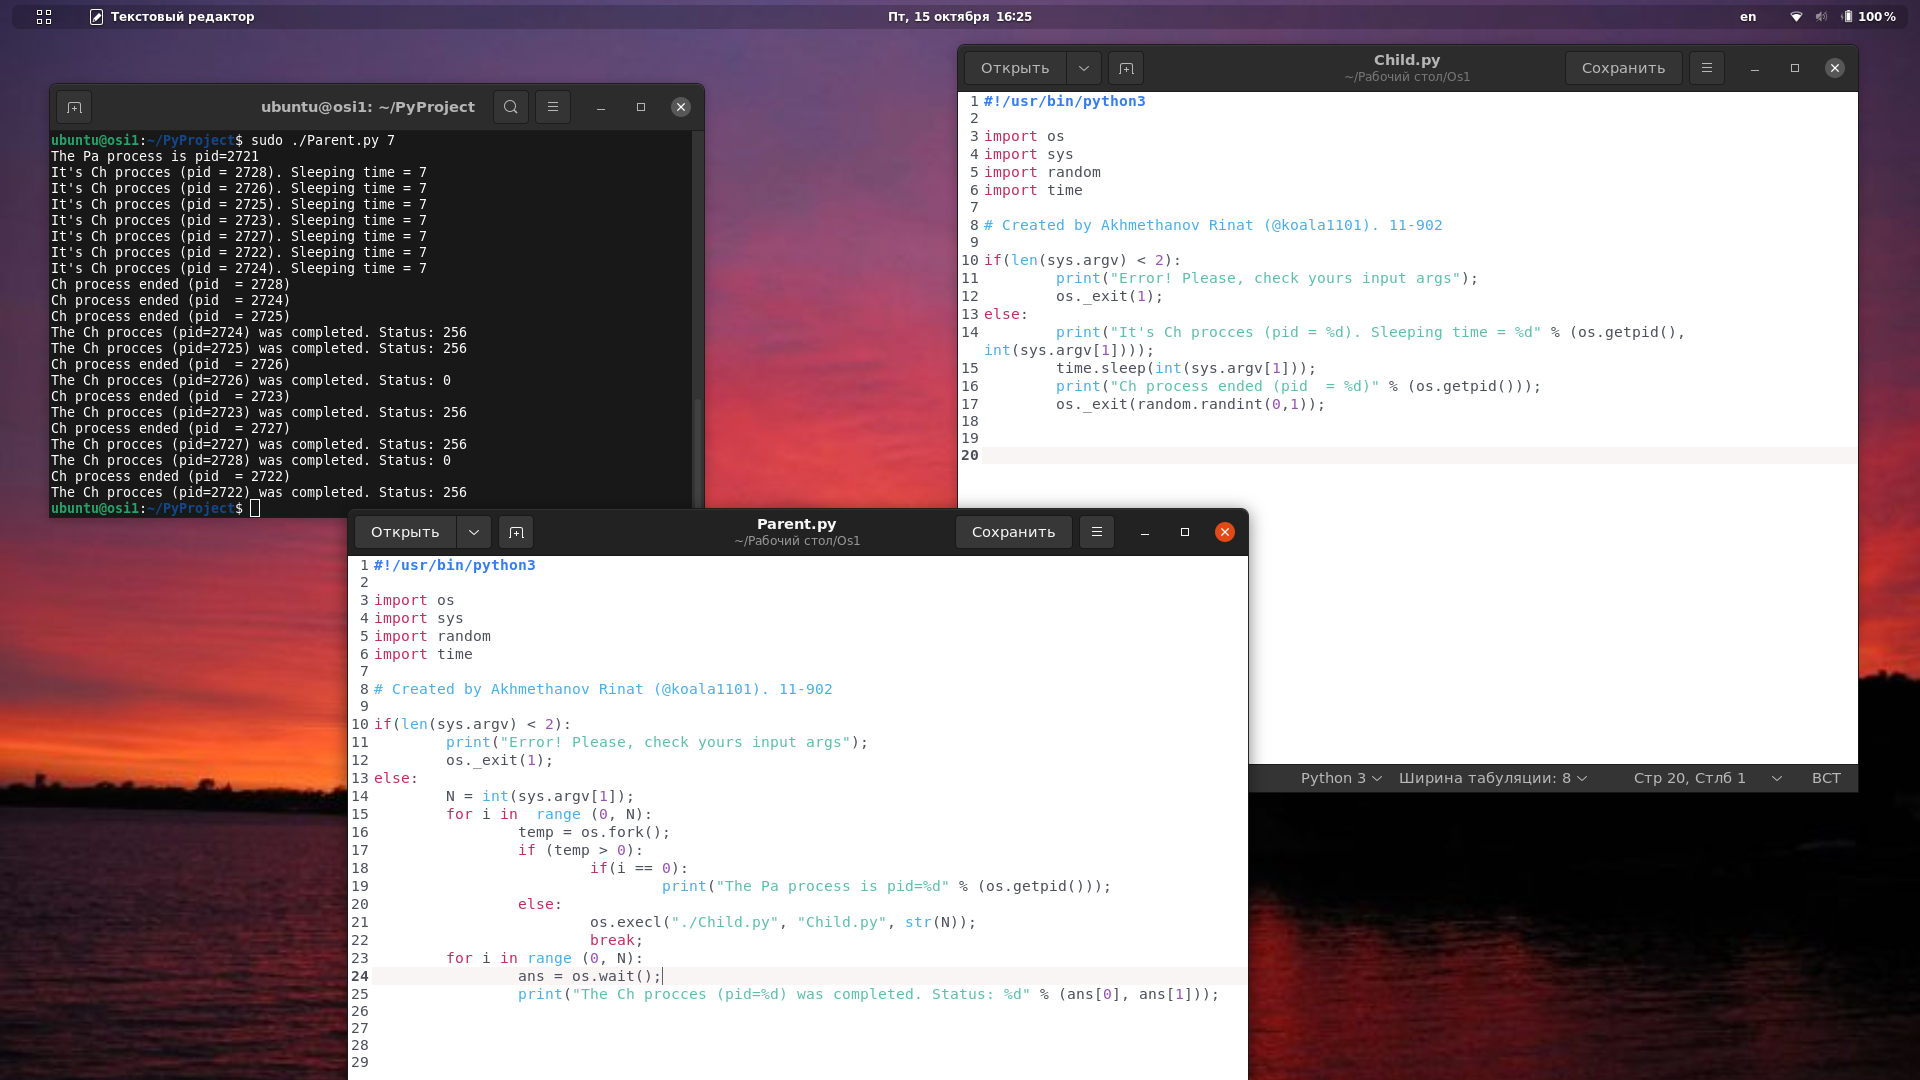 Текстовый редактор
Пт, 15 октября 16:25
en
100 %
ubuntu@osi1: ~/PyProject
ubuntu@osi1:~/PyProject$ sudo ./Parent.py 7
The Pa process is pid=2721
It's Ch procces (pid = 2728). Sleeping time = 7
It's Ch procces (pid = 2726). Sleeping time = 7
It's Ch procces (pid = 2725). Sleeping time = 7
It's Ch procces (pid = 2723). Sleeping time = 7
It's Ch procces (pid = 2727). Sleeping time = 7
It's Ch procces (pid = 2722). Sleeping time = 7
It's Ch procces (pid = 2724). Sleeping time = 7
Ch process ended (pid  = 2728)
Ch process ended (pid  = 2724)
Ch process ended (pid  = 2725)
The Ch procces (pid=2724) was completed. Status: 256
The Ch procces (pid=2725) was completed. Status: 256
Ch process ended (pid  = 2726)
The Ch procces (pid=2726) was completed. Status: 0
Ch process ended (pid  = 2723)
The Ch procces (pid=2723) was completed. Status: 256
Ch process ended (pid  = 2727)
The Ch procces (pid=2727) was completed. Status: 256
The Ch procces (pid=2728) was completed. Status: 0
Ch process ended (pid  = 2722)
The Ch procces (pid=2722) was completed. Status: 256
ubuntu@osi1:~/PyProject$
Открыть
Child.py
~/Рабочий стол/Os1
Сохранить
1 #!/usr/bin/python3
2
3 import os
4 import sys
5 import random
6 import time
7
8 # Created by Akhmethanov Rinat (@koala1101). 11-902
9
10 if(len(sys.argv) < 2):
11         print("Error! Please, check yours input args");
12         os._exit(1);
13 else:
14         print("It's Ch procces (pid = %d). Sleeping time = %d" % (os.getpid(),
int(sys.argv[1])));
15         time.sleep(int(sys.argv[1]));
16         print("Ch process ended (pid  = %d)" % (os.getpid()));
17         os._exit(random.randint(0,1));
18
19
20
Python 3
Ширина табуляции: 8
Стр 20, Стлб 1
ВСТ
Открыть
Parent.py
~/Рабочий стол/Os1
Сохранить
1 #!/usr/bin/python3
2
3 import os
4 import sys
5 import random
6 import time
7
8 # Created by Akhmethanov Rinat (@koala1101). 11-902
9
10 if(len(sys.argv) < 2):
11         print("Error! Please, check yours input args");
12         os._exit(1);
13 else:
14         N = int(sys.argv[1]);
15         for i in  range (0, N):
16                 temp = os.fork();
17                 if (temp > 0):
18                         if(i == 0):
19                                 print("The Pa process is pid=%d" % (os.getpid()));
20                 else:
21                         os.execl("./Child.py", "Child.py", str(N));
22                         break;
23         for i in range (0, N):
24                 ans = os.wait();
25                 print("The Ch procces (pid=%d) was completed. Status: %d" % (ans[0], ans[1]));
26
27
28
29